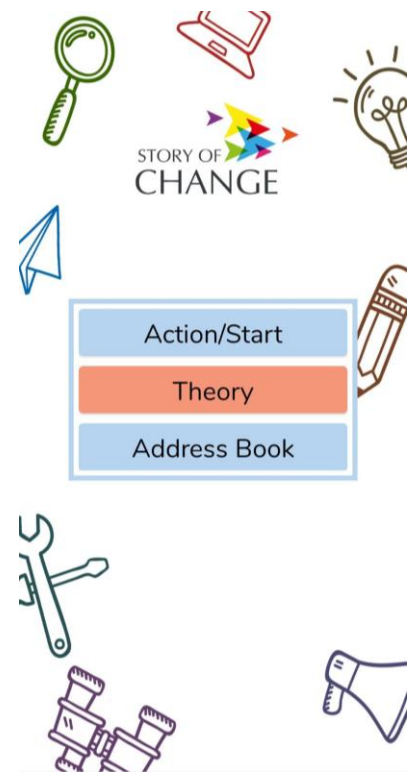 STORY OF
CHANGE
Action/Start
Theory
Address Book